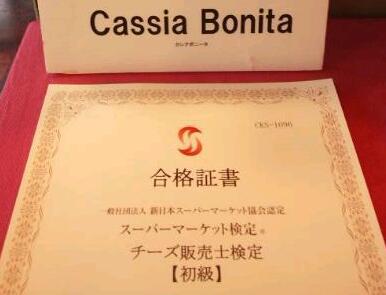 Cassia Bonita
カシアボニータ
CKS-1096
合格証書
一般社団法人 新日本スーパーマーケット協会認定
スーパーマーケット検定®
チーズ販売士検定
【初級】